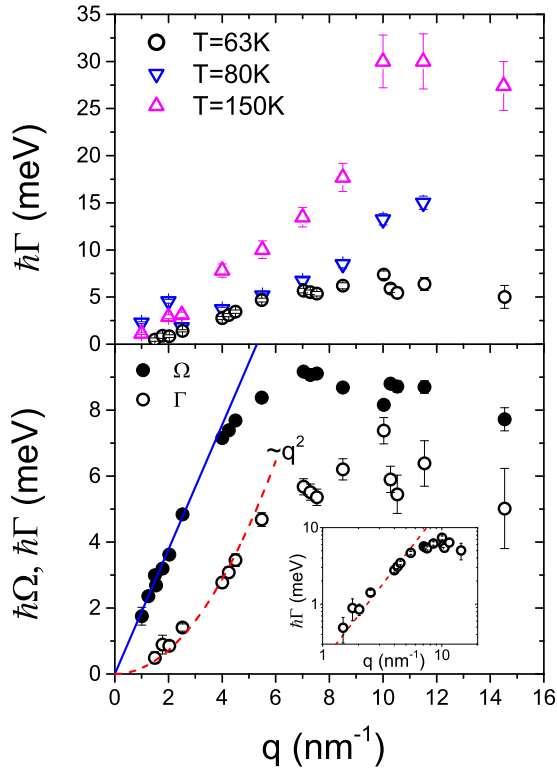 35
30
25
20
15
10
5
0
ħΓ (meV)
T=63K
T=80K
T=150K
8
6
4
2
0
ħΩ, ħΓ (meV)
Ω
Γ
~q²
10
1
ħΓ (meV)
1
10
q (nm⁻¹)
0 2 4 6 8 10 12 14 16
q (nm⁻¹)